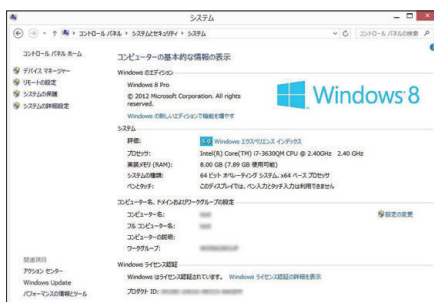 システム
コントロール パネル ▸ システムとセキュリティ ▸ システム
コントロール パネルの検索
コントロール パネル ホーム
デバイス マネージャー
リモートの設定
システムの保護
システムの詳細設定
コンピューターの基本的な情報の表示
Windows のエディション
Windows 8 Pro
© 2012 Microsoft Corporation. All rights
reserved.
Windows の新しいエディションで機能を増やす
Windows 8
システム
評価: Windows エクスペリエンス インデックス
プロセッサ: Intel(R) Core(TM) i7-3630QM CPU @ 2.40GHz 2.40 GHz
実装メモリ (RAM): 8.00 GB (7.89 GB 使用可能)
システムの種類: 64 ビット オペレーティング システム、x64 ベース プロセッサ
ペンとタッチ: このディスプレイでは、ペン入力とタッチ入力は利用できません
コンピューター名、ドメインおよびワークグループの設定
コンピューター名:
設定の変更
フル コンピューター名:
コンピューターの説明:
ワークグループ:
Windows ライセンス認証
Windows はライセンス認証されています。 Windows ライセンス認証の詳細を表示
プロダクト ID:
関連項目
アクション センター
Windows Update
パフォーマンスの情報とツール